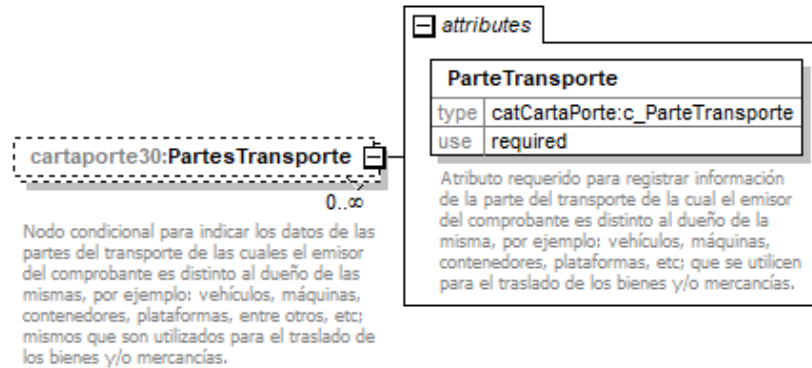 attributes
ParteTransporte
type catCartaPorte:c_ParteTransporte
use required
Atributo requerido para registrar información
de la parte del transporte de la cual el emisor
del comprobante es distinto al dueño de la
misma, por ejemplo: vehículos, máquinas,
contenedores, plataformas, etc; que se utilicen
para el traslado de los bienes y/o mercancías.
cartaporte30:PartesTransporte
0..∞
Nodo condicional para indicar los datos de las
partes del transporte de las cuales el emisor
del comprobante es distinto al dueño de las
mismas, por ejemplo: vehículos, máquinas,
contenedores, plataformas, entre otros, etc;
mismos que son utilizados para el traslado de
los bienes y/o mercancías.